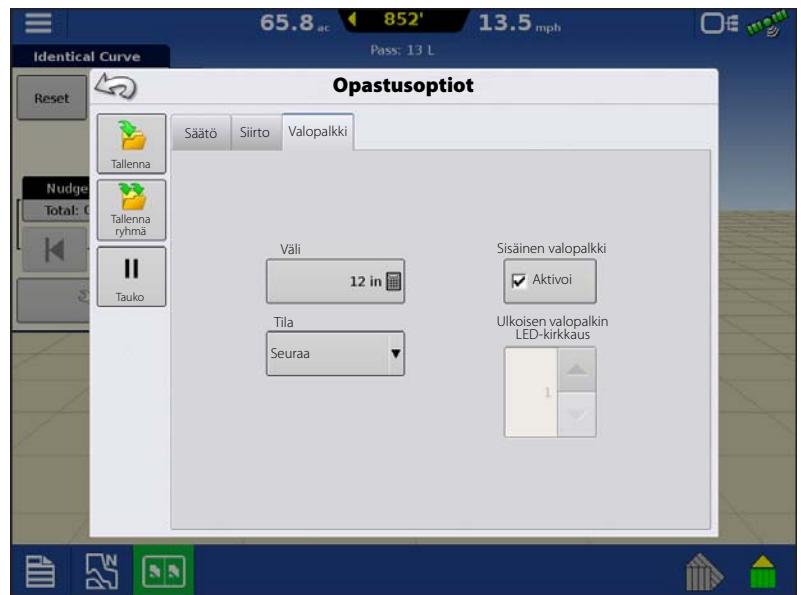 65.8 ac 852' 13.5 mph
Pass: 13 L
Identical Curve
Reset
Opastusoptiot
Tallenna
Tallenna
ryhmä
Tauko
Säätö Siirto Valopalkki
Väli
12 in
Tila
Seuraa
Sisäinen valopalkki
Aktivoi
Ulkoisen valopalkin
LED-kirkkaus
1
Nudge
Total:
N